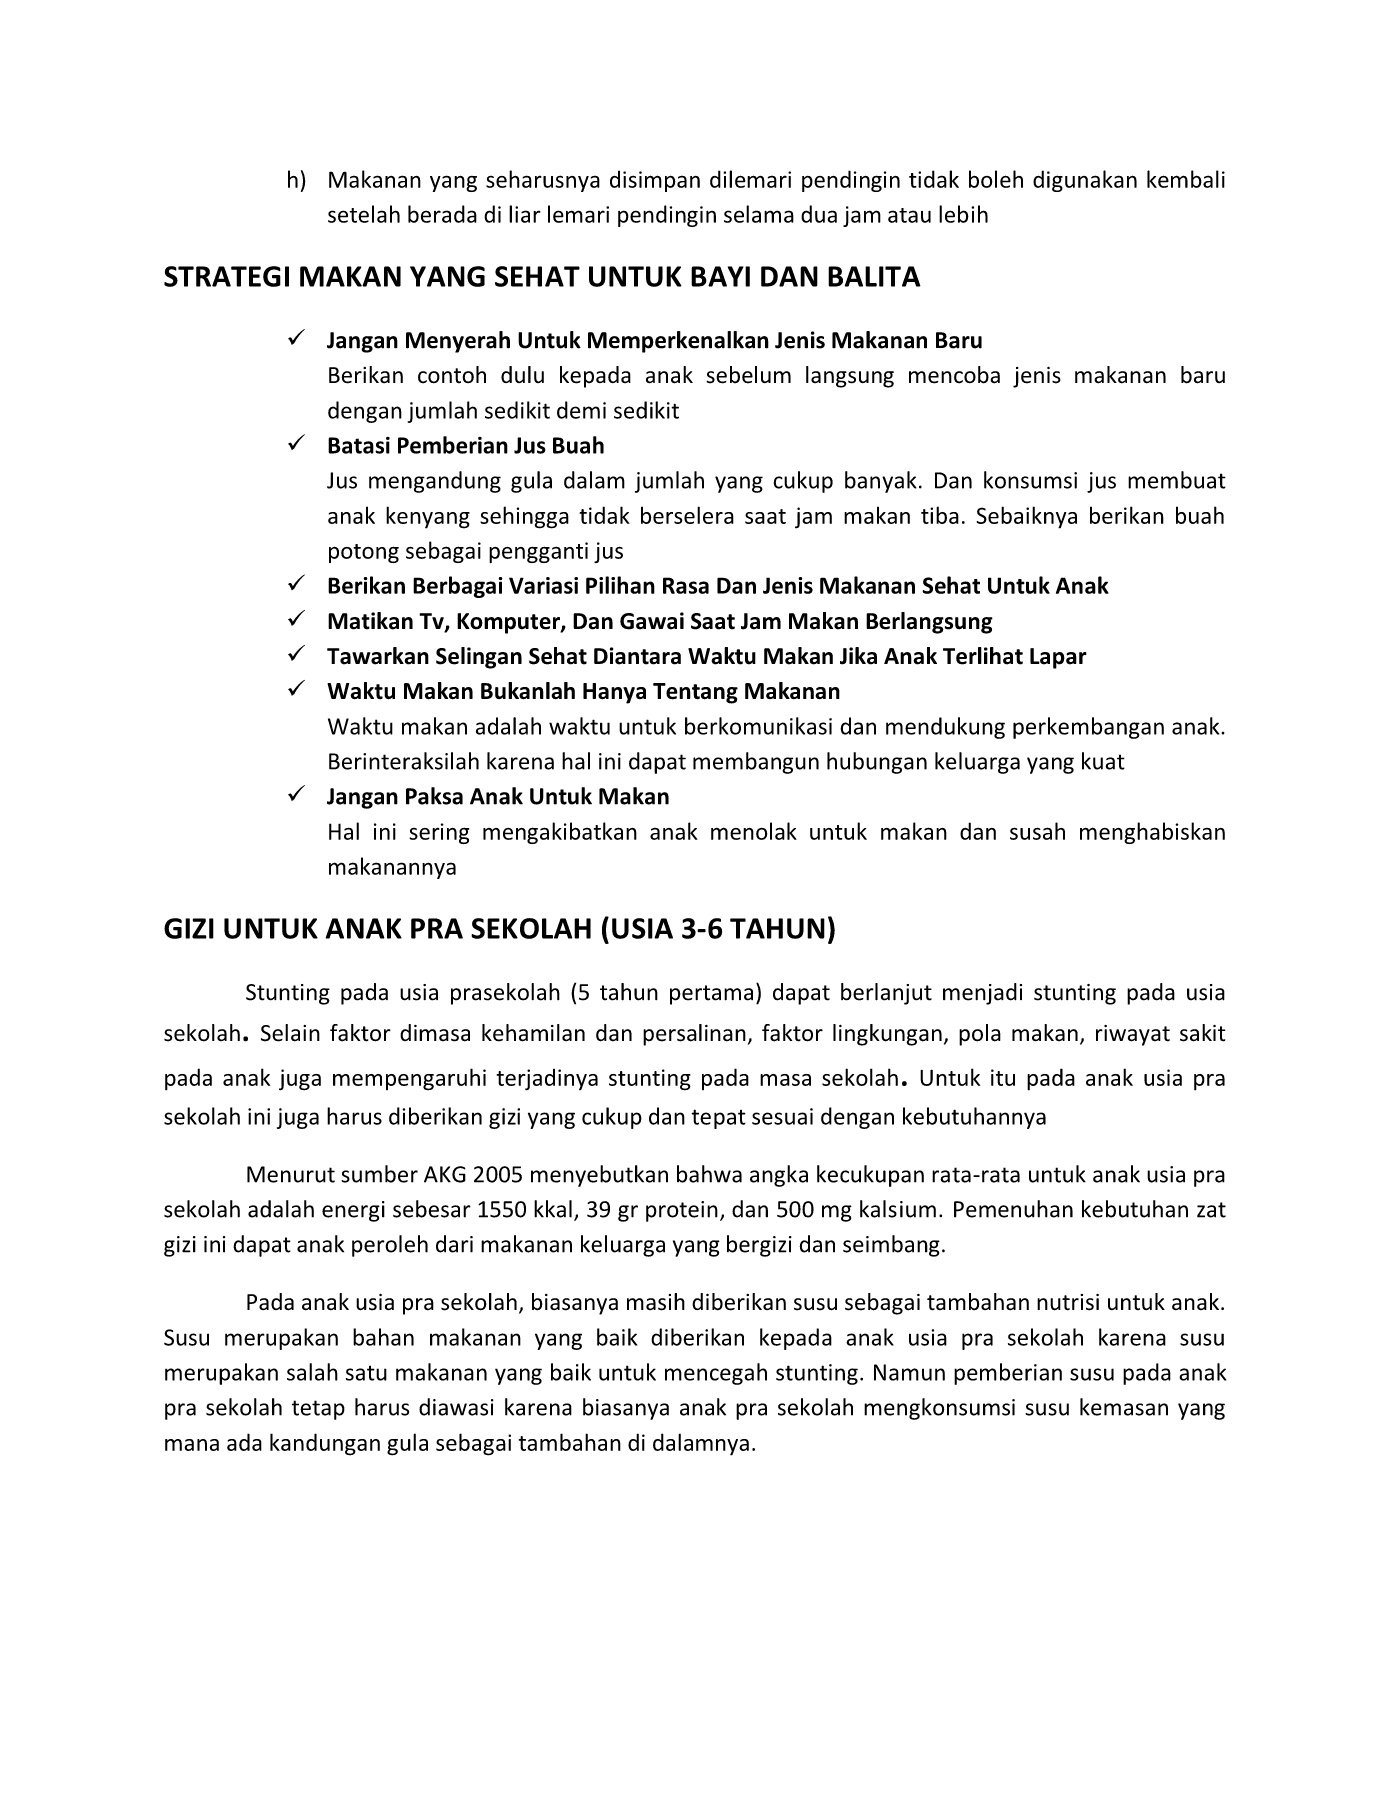 h) Makanan yang seharusnya disimpan dilemari pendingin tidak boleh digunakan kembali
setelah berada di liar lemari pendingin selama dua jam atau lebih
STRATEGI MAKAN YANG SEHAT UNTUK BAYI DAN BALITA
✓ Jangan Menyerah Untuk Memperkenalkan Jenis Makanan Baru
Berikan contoh dulu kepada anak sebelum langsung mencoba jenis makanan baru
dengan jumlah sedikit demi sedikit
✓ Batasi Pemberian Jus Buah
Jus mengandung gula dalam jumlah yang cukup banyak. Dan konsumsi jus membuat
anak kenyang sehingga tidak berselera saat jam makan tiba. Sebaiknya berikan buah
potong sebagai pengganti jus
✓ Berikan Berbagai Variasi Pilihan Rasa Dan Jenis Makanan Sehat Untuk Anak
✓ Matikan Tv, Komputer, Dan Gawai Saat Jam Makan Berlangsung
✓ Tawarkan Selingan Sehat Diantara Waktu Makan Jika Anak Terlihat Lapar
✓ Waktu Makan Bukanlah Hanya Tentang Makanan
Waktu makan adalah waktu untuk berkomunikasi dan mendukung perkembangan anak.
Berinteraksilah karena hal ini dapat membangun hubungan keluarga yang kuat
✓ Jangan Paksa Anak Untuk Makan
Hal ini sering mengakibatkan anak menolak untuk makan dan susah menghabiskan
makanannya
GIZI UNTUK ANAK PRA SEKOLAH (USIA 3-6 TAHUN)
Stunting pada usia prasekolah (5 tahun pertama) dapat berlanjut menjadi stunting pada usia
sekolah. Selain faktor dimasa kehamilan dan persalinan, faktor lingkungan, pola makan, riwayat sakit
pada anak juga mempengaruhi terjadinya stunting pada masa sekolah. Untuk itu pada anak usia pra
sekolah ini juga harus diberikan gizi yang cukup dan tepat sesuai dengan kebutuhannya
Menurut sumber AKG 2005 menyebutkan bahwa angka kecukupan rata-rata untuk anak usia pra
sekolah adalah energi sebesar 1550 kkal, 39 gr protein, dan 500 mg kalsium. Pemenuhan kebutuhan zat
gizi ini dapat anak peroleh dari makanan keluarga yang bergizi dan seimbang.
Pada anak usia pra sekolah, biasanya masih diberikan susu sebagai tambahan nutrisi untuk anak.
Susu merupakan bahan makanan yang baik diberikan kepada anak usia pra sekolah karena susu
merupakan salah satu makanan yang baik untuk mencegah stunting. Namun pemberian susu pada anak
pra sekolah tetap harus diawasi karena biasanya anak pra sekolah mengkonsumsi susu kemasan yang
mana ada kandungan gula sebagai tambahan di dalamnya.